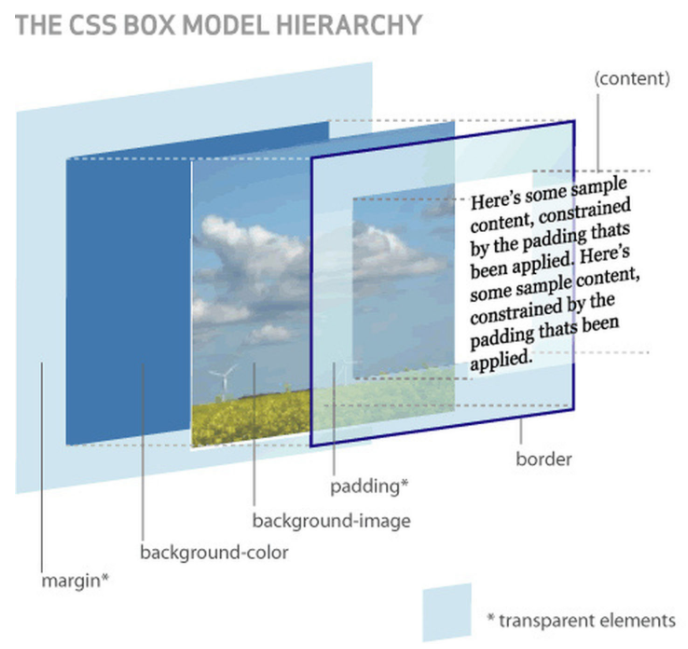 THE CSS BOX MODEL HIERARCHY
(content)
Here's some sample
content, constrained
by the padding thats
been applied. Here's
some sample content,
constrained by the
padding thats been
applied.
border
padding*
background-image
background-color
margin*
* transparent elements